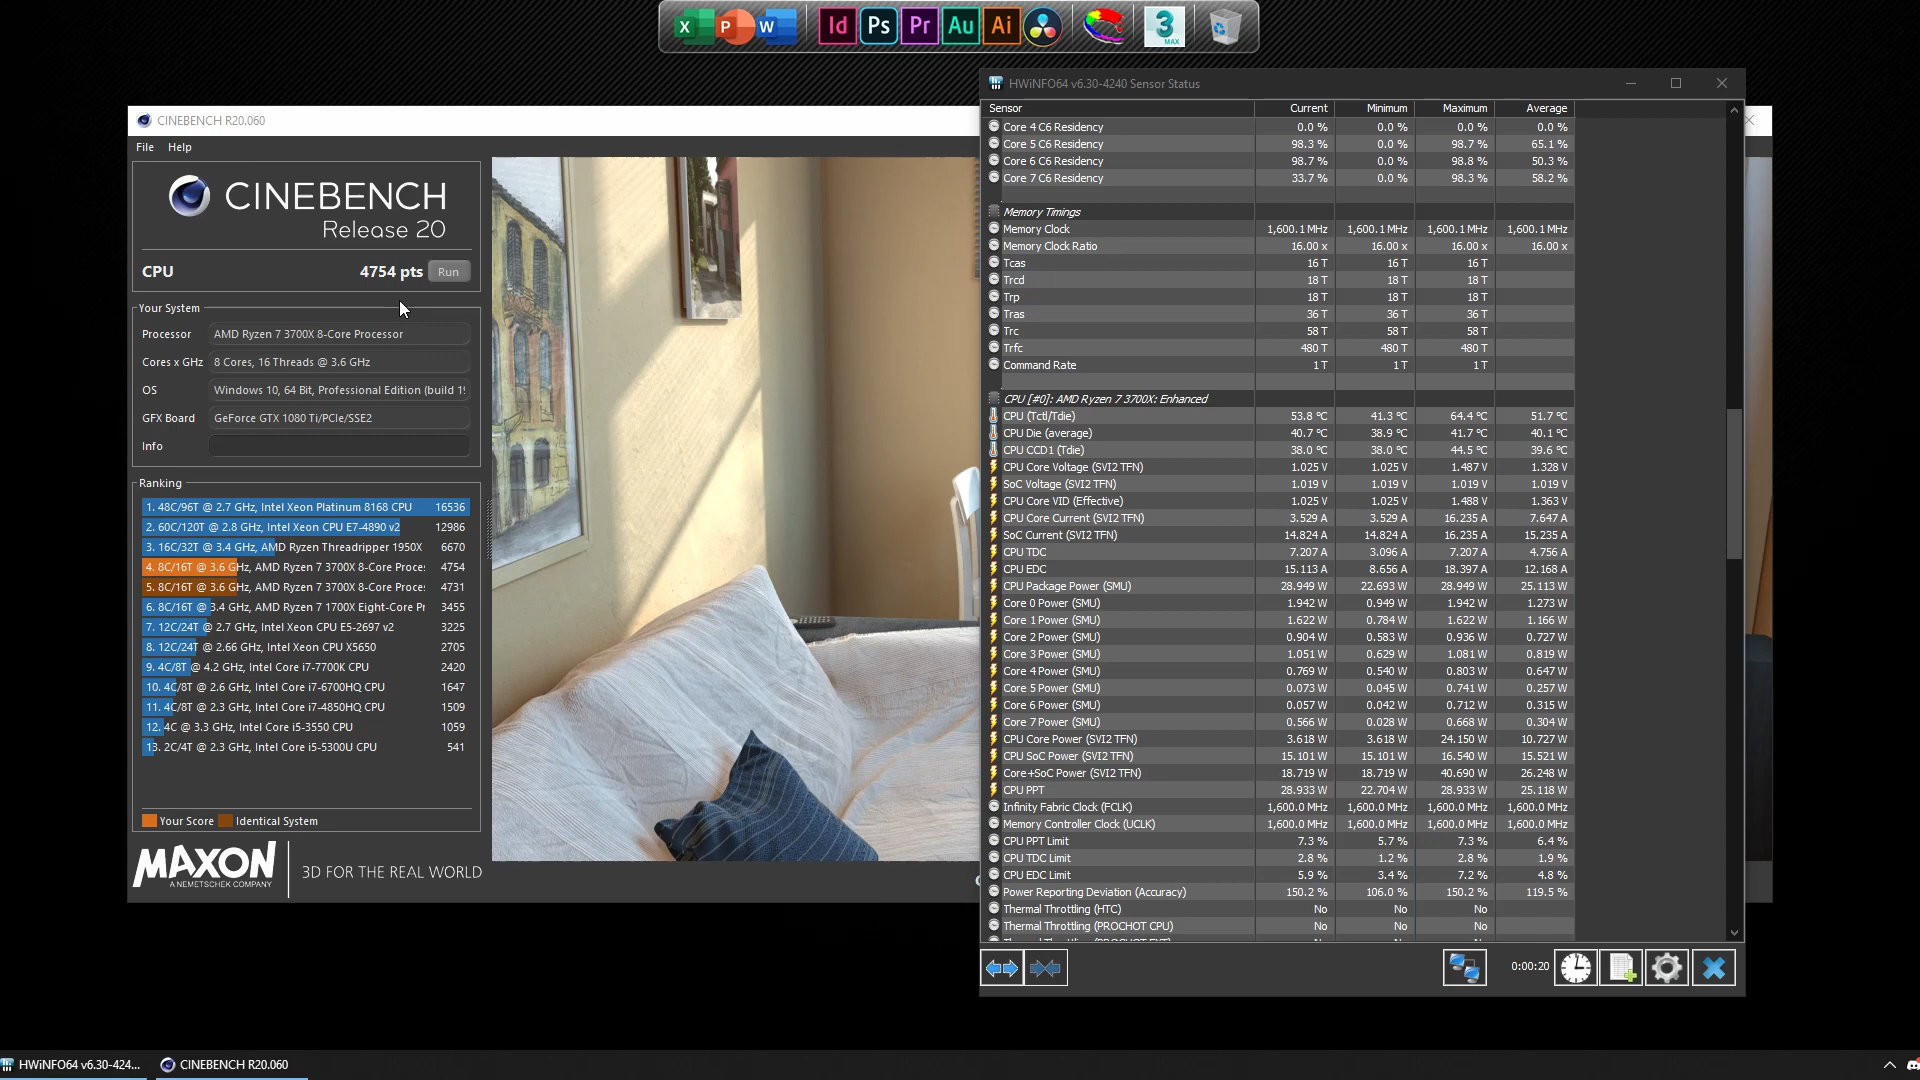 X P W Id Ps Pr Au Ai 3 MAX
CINEBENCH R20.060
File Help
CINEBENCH
Release 20
CPU 4754 pts Run
Your System
Processor AMD Ryzen 7 3700X 8-Core Processor
Cores x GHz 8 Cores, 16 Threads @ 3.6 GHz
OS Windows 10, 64 Bit, Professional Edition (build 1
GFX Board GeForce GTX 1080 Ti/PCIe/SSE2
Info
Ranking
1. 48C/96T @ 2.7 GHz, Intel Xeon Platinum 8168 CPU 16536
2. 60C/120T @ 2.8 GHz, Intel Xeon CPU E7-4890 v2 12986
3. 16C/32T @ 3.4 GHz, AMD Ryzen Threadripper 1950X 6670
4. 8C/16T @ 3.6 GHz, AMD Ryzen 7 3700X 8-Core Proces 4754
5. 8C/16T @ 3.6 GHz, AMD Ryzen 7 3700X 8-Core Proces 4731
6. 8C/16T @ 3.4 GHz, AMD Ryzen 7 1700X Eight-Core Pr 3455
7. 12C/24T @ 2.7 GHz, Intel Xeon CPU E5-2697 v2 3225
8. 12C/24T @ 2.66 GHz, Intel Xeon CPU X5650 2705
9. 4C/8T @ 4.2 GHz, Intel Core i7-7700K CPU 2420
10. 4C/8T @ 2.6 GHz, Intel Core i7-6700HQ CPU 1647
11. 4C/8T @ 2.3 GHz, Intel Core i7-4850HQ CPU 1509
12. 4C @ 3.3 GHz, Intel Core i5-3550 CPU 1059
13. 2C/4T @ 2.3 GHz, Intel Core i5-5300U CPU 541
Your Score Identical System
MAXON
A NEMETSCHEK COMPANY
3D FOR THE REAL WORLD
HWiNFO64 v6.30-4240 Sensor Status
Sensor Current Minimum Maximum Average
Core 4 C6 Residency 0.0 % 0.0 % 0.0 % 0.0 %
Core 5 C6 Residency 98.3 % 0.0 % 98.7 % 65.1 %
Core 6 C6 Residency 98.7 % 0.0 % 98.8 % 50.3 %
Core 7 C6 Residency 33.7 % 0.0 % 98.3 % 58.2 %
Memory Timings
Memory Clock 1,600.1 MHz 1,600.1 MHz 1,600.1 MHz 1,600.1 MHz
Memory Clock Ratio 16.00 x 16.00 x 16.00 x 16.00 x
Tcas 16 T 16 T 16 T
Trcd 18 T 18 T 18 T
Trp 18 T 18 T 18 T
Tras 36 T 36 T 36 T
Trc 58 T 58 T 58 T
Trfc 480 T 480 T 480 T
Command Rate 1 T 1 T 1 T
CPU [#0]: AMD Ryzen 7 3700X: Enhanced
CPU (Tctl/Tdie) 53.8 °C 41.3 °C 64.4 °C 51.7 °C
CPU Die (average) 40.7 °C 38.9 °C 41.7 °C 40.1 °C
CPU CCD1 (Tdie) 38.0 °C 38.0 °C 44.5 °C 39.6 °C
CPU Core Voltage (SVI2 TFN) 1.025 V 1.025 V 1.487 V 1.328 V
SoC Voltage (SVI2 TFN) 1.019 V 1.019 V 1.019 V 1.019 V
CPU Core VID (Effective) 1.025 V 1.025 V 1.488 V 1.363 V
CPU Core Current (SVI2 TFN) 3.529 A 3.529 A 16.235 A 7.647 A
SoC Current (SVI2 TFN) 14.824 A 14.824 A 16.235 A 15.235 A
CPU TDC 7.207 A 3.096 A 7.207 A 4.756 A
CPU EDC 15.113 A 8.656 A 18.397 A 12.168 A
CPU Package Power (SMU) 28.949 W 22.693 W 28.949 W 25.113 W
Core 0 Power (SMU) 1.942 W 0.949 W 1.942 W 1.273 W
Core 1 Power (SMU) 1.622 W 0.784 W 1.622 W 1.166 W
Core 2 Power (SMU) 0.904 W 0.583 W 0.936 W 0.727 W
Core 3 Power (SMU) 1.051 W 0.629 W 1.081 W 0.819 W
Core 4 Power (SMU) 0.769 W 0.540 W 0.803 W 0.647 W
Core 5 Power (SMU) 0.073 W 0.045 W 0.741 W 0.257 W
Core 6 Power (SMU) 0.057 W 0.042 W 0.712 W 0.315 W
Core 7 Power (SMU) 0.566 W 0.028 W 0.668 W 0.304 W
CPU Core Power (SVI2 TFN) 3.618 W 3.618 W 24.150 W 10.727 W
CPU SoC Power (SVI2 TFN) 15.101 W 15.101 W 16.540 W 15.521 W
Core+SoC Power (SVI2 TFN) 18.719 W 18.719 W 40.690 W 26.248 W
CPU PPT 28.933 W 22.704 W 28.933 W 25.118 W
Infinity Fabric Clock (FCLK) 1,600.0 MHz 1,600.0 MHz 1,600.0 MHz 1,600.0 MHz
Memory Controller Clock (UCLK) 1,600.0 MHz 1,600.0 MHz 1,600.0 MHz 1,600.0 MHz
CPU PPT Limit 7.3 % 5.7 % 7.3 % 6.4 %
CPU TDC Limit 2.8 % 1.2 % 2.8 % 1.9 %
CPU EDC Limit 5.9 % 3.4 % 7.2 % 4.8 %
Power Reporting Deviation (Accuracy) 150.2 % 106.0 % 150.2 % 119.5 %
Thermal Throttling (HTC) No No No
Thermal Throttling (PROCHOT CPU) No No No
0:00:20
HWiNFO64 v6.30-424... CINEBENCH R20.060